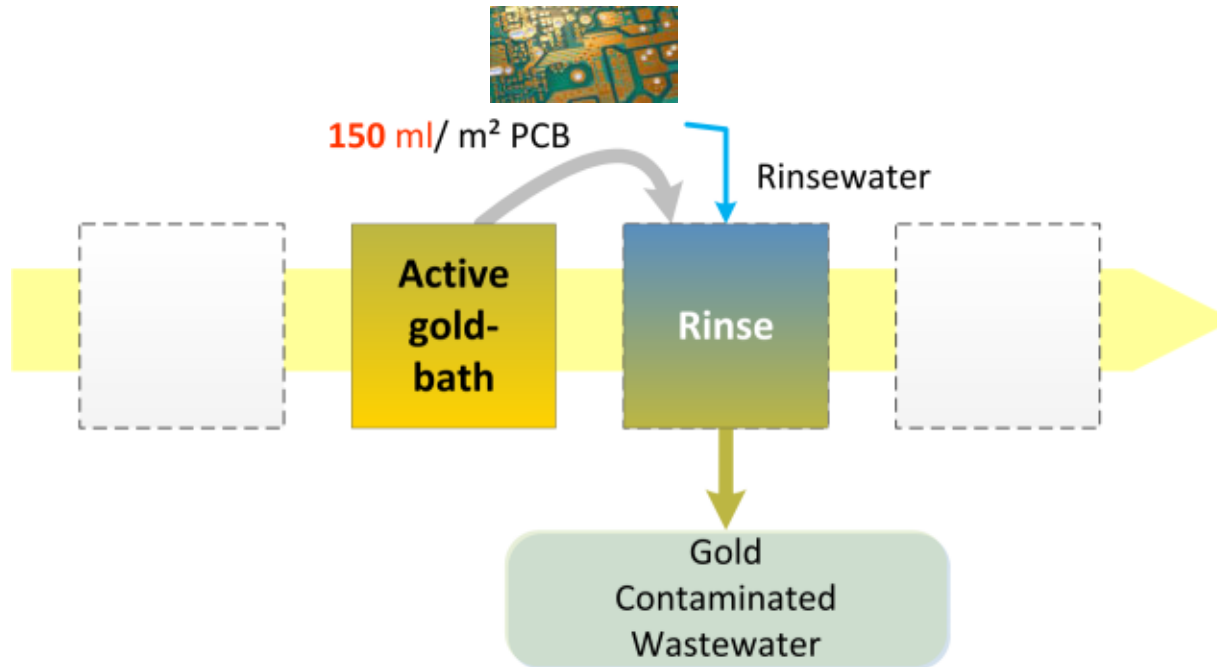 150 ml/ m² PCB
Rinsewater
Active
gold-
bath
Rinse
Gold
Contaminated
Wastewater